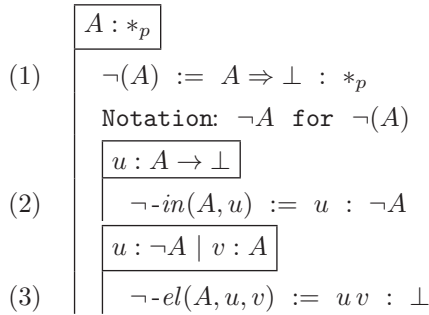 A : ∗ₚ
(1) ¬(A) := A ⇒ ⊥ : ∗ₚ
Notation: ¬A for ¬(A)
u : A → ⊥
(2) ¬-in(A, u) := u : ¬A
u : ¬A | v : A
(3) ¬-el(A, u, v) := u v : ⊥